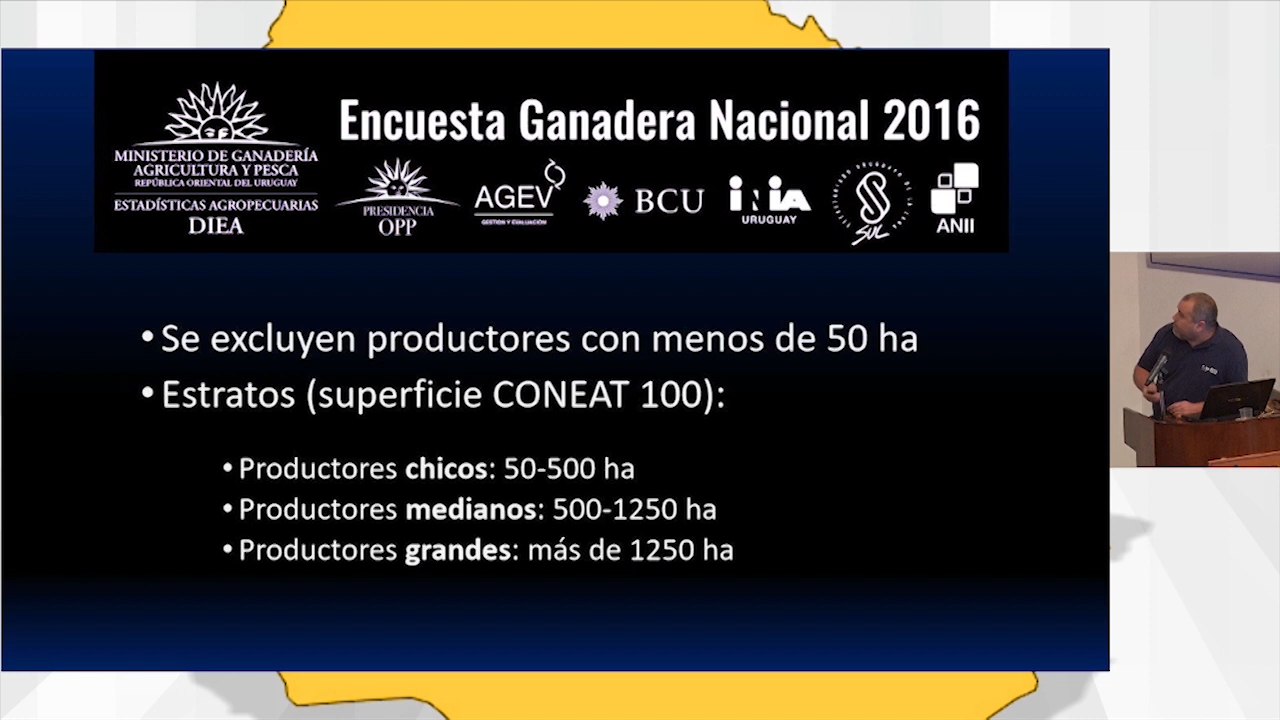 Encuesta Ganadera Nacional 2016
MINISTERIO DE GANADERÍA
AGRICULTURA Y PESCA
REPÚBLICA ORIENTAL DEL URUGUAY
ESTADÍSTICAS AGROPECUARIAS
DIEA
PRESIDENCIA
OPP
AGEV
GESTIÓN Y EVALUACIÓN
BCU
inia
URUGUAY
SUL
ANII
• Se excluyen productores con menos de 50 ha
• Estratos (superficie CONEAT 100):
• Productores chicos: 50-500 ha
• Productores medianos: 500-1250 ha
• Productores grandes: más de 1250 ha